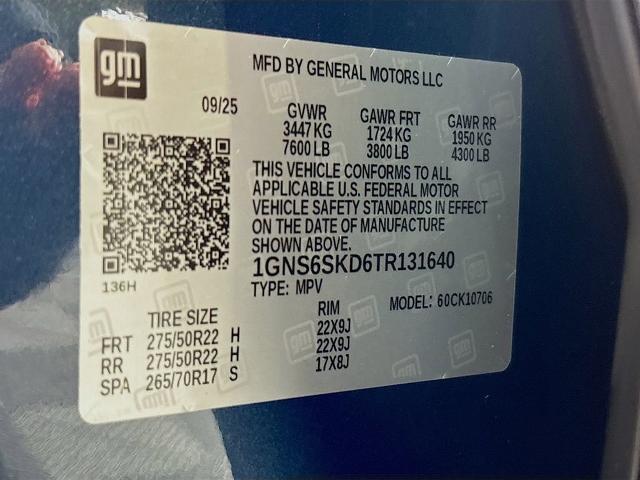 gm
MFD BY GENERAL MOTORS LLC
09/25
GVWR GAWR FRT GAWR RR
3447 KG 1724 KG 1950 KG
7600 LB 3800 LB 4300 LB
THIS VEHICLE CONFORMS TO ALL
APPLICABLE U.S. FEDERAL MOTOR
VEHICLE SAFETY STANDARDS IN EFFECT
ON THE DATE OF MANUFACTURE
SHOWN ABOVE.
136H
1GNS6SKD6TR131640
TYPE: MPV MODEL: 60CK10706
TIRE SIZE RIM
FRT 275/50R22 H 22X9J
RR 275/50R22 H 22X9J
SPA 265/70R17 S 17X8J